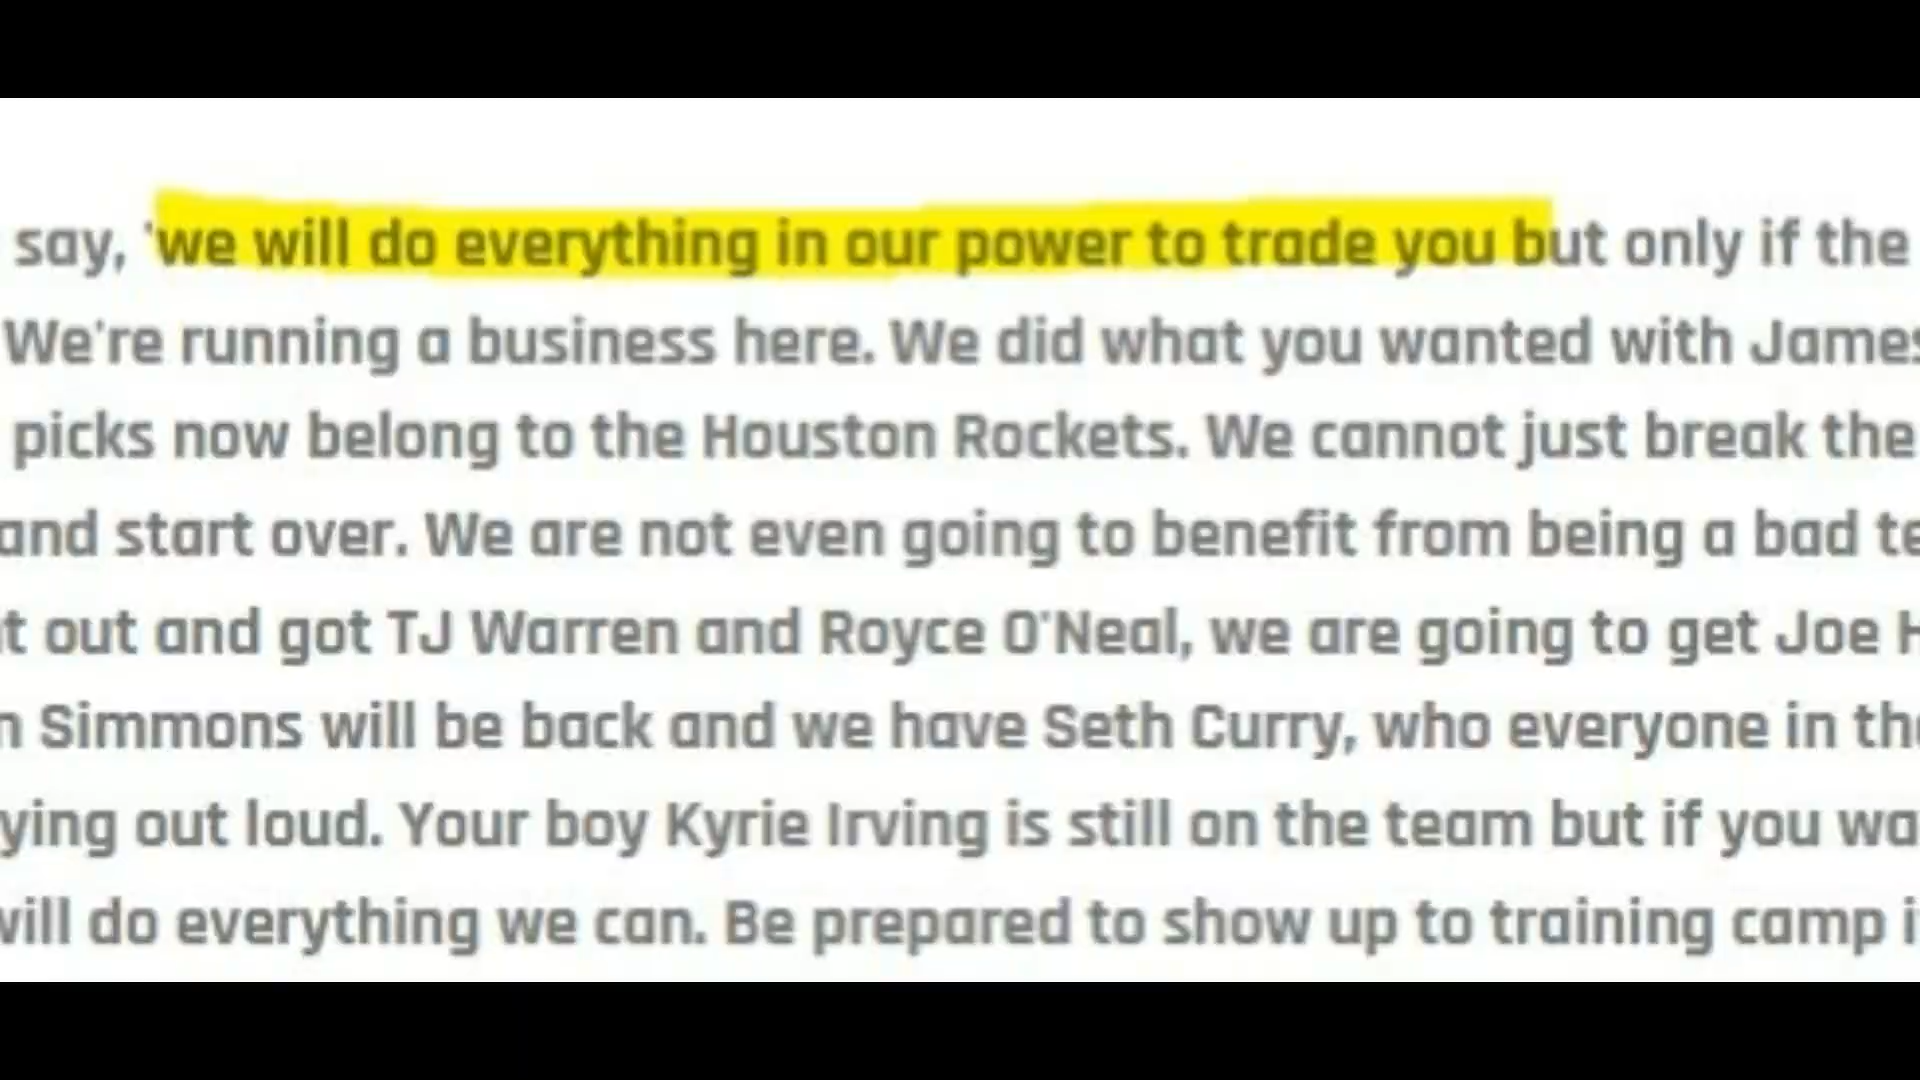 say, 'we will do everything in our power to trade you but only if the
We're running a business here. We did what you wanted with James
picks now belong to the Houston Rockets. We cannot just break the
and start over. We are not even going to benefit from being a bad te
t out and got TJ Warren and Royce O'Neal, we are going to get Joe H
n Simmons will be back and we have Seth Curry, who everyone in the
ying out loud. Your boy Kyrie Irving is still on the team but if you wa
will do everything we can. Be prepared to show up to training camp i